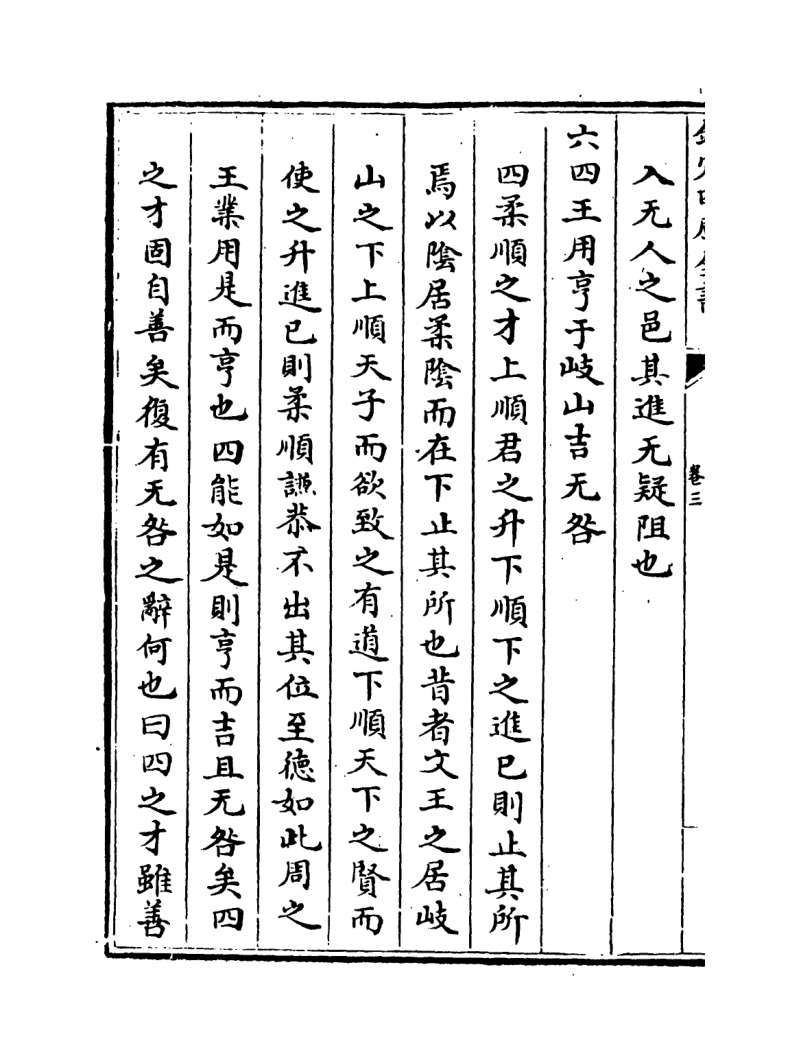 欽定四庫全書
卷三
入无人之邑其進无疑阻也
六四王用亨于岐山吉无咎
四柔順之才上順君之升下順下之進已則止其所
焉以陰居柔陰而在下止其所也昔者文王之居岐
山之下上順天子而欲致之有道下順天下之賢而
使之升進已則柔順謙恭不出其位至德如此周之
王業用是而亨也四能如是則亨而吉且无咎矣四
之才固自善矣復有无咎之辭何也曰四之才雖善